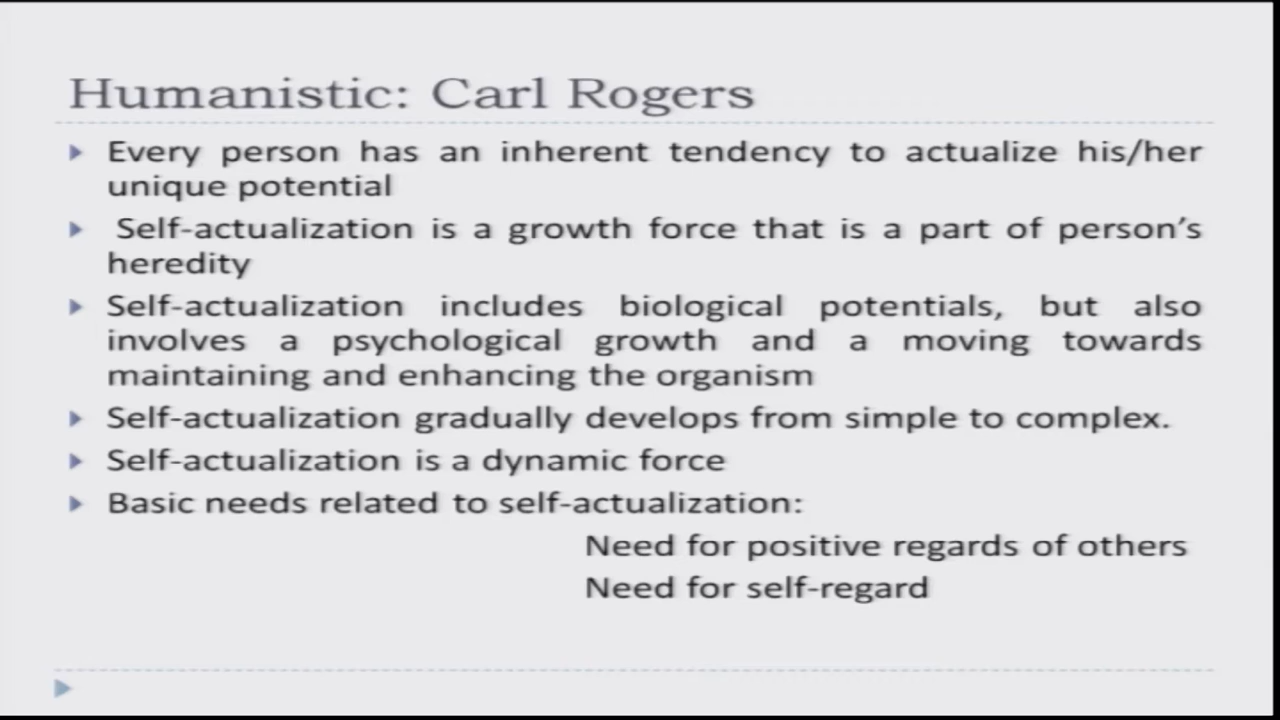 Humanistic: Carl Rogers
Every person has an inherent tendency to actualize his/her
unique potential
Self-actualization is a growth force that is a part of person's
heredity
Self-actualization includes biological potentials, but also
involves a psychological growth and a moving towards
maintaining and enhancing the organism
Self-actualization gradually develops from simple to complex.
Self-actualization is a dynamic force
Basic needs related to self-actualization:
Need for positive regards of others
Need for self-regard